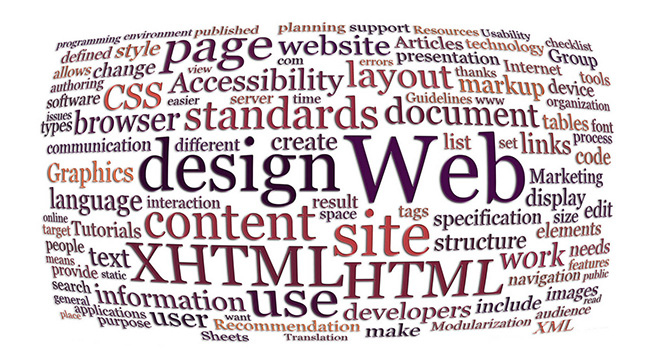 programming environment published planning support Resources Usability
defined style page website Articles technology checklist
allows change view com errors presentation Internet Group
authoring CSS Accessibility layout thanks markup device tools
software easier server time Guidelines www organization
issues types browser standards document tables font
communication different create list set links process code
Graphics design Web Marketing
language interaction result space tags specification size edit display
online target Tutorials content site structure elements
people means text XHTML HTML work needs
provide static navigation features public
search information use developers include images read
general applications purpose user want Recommendation make Modularization audience
place Sheets Translation XML